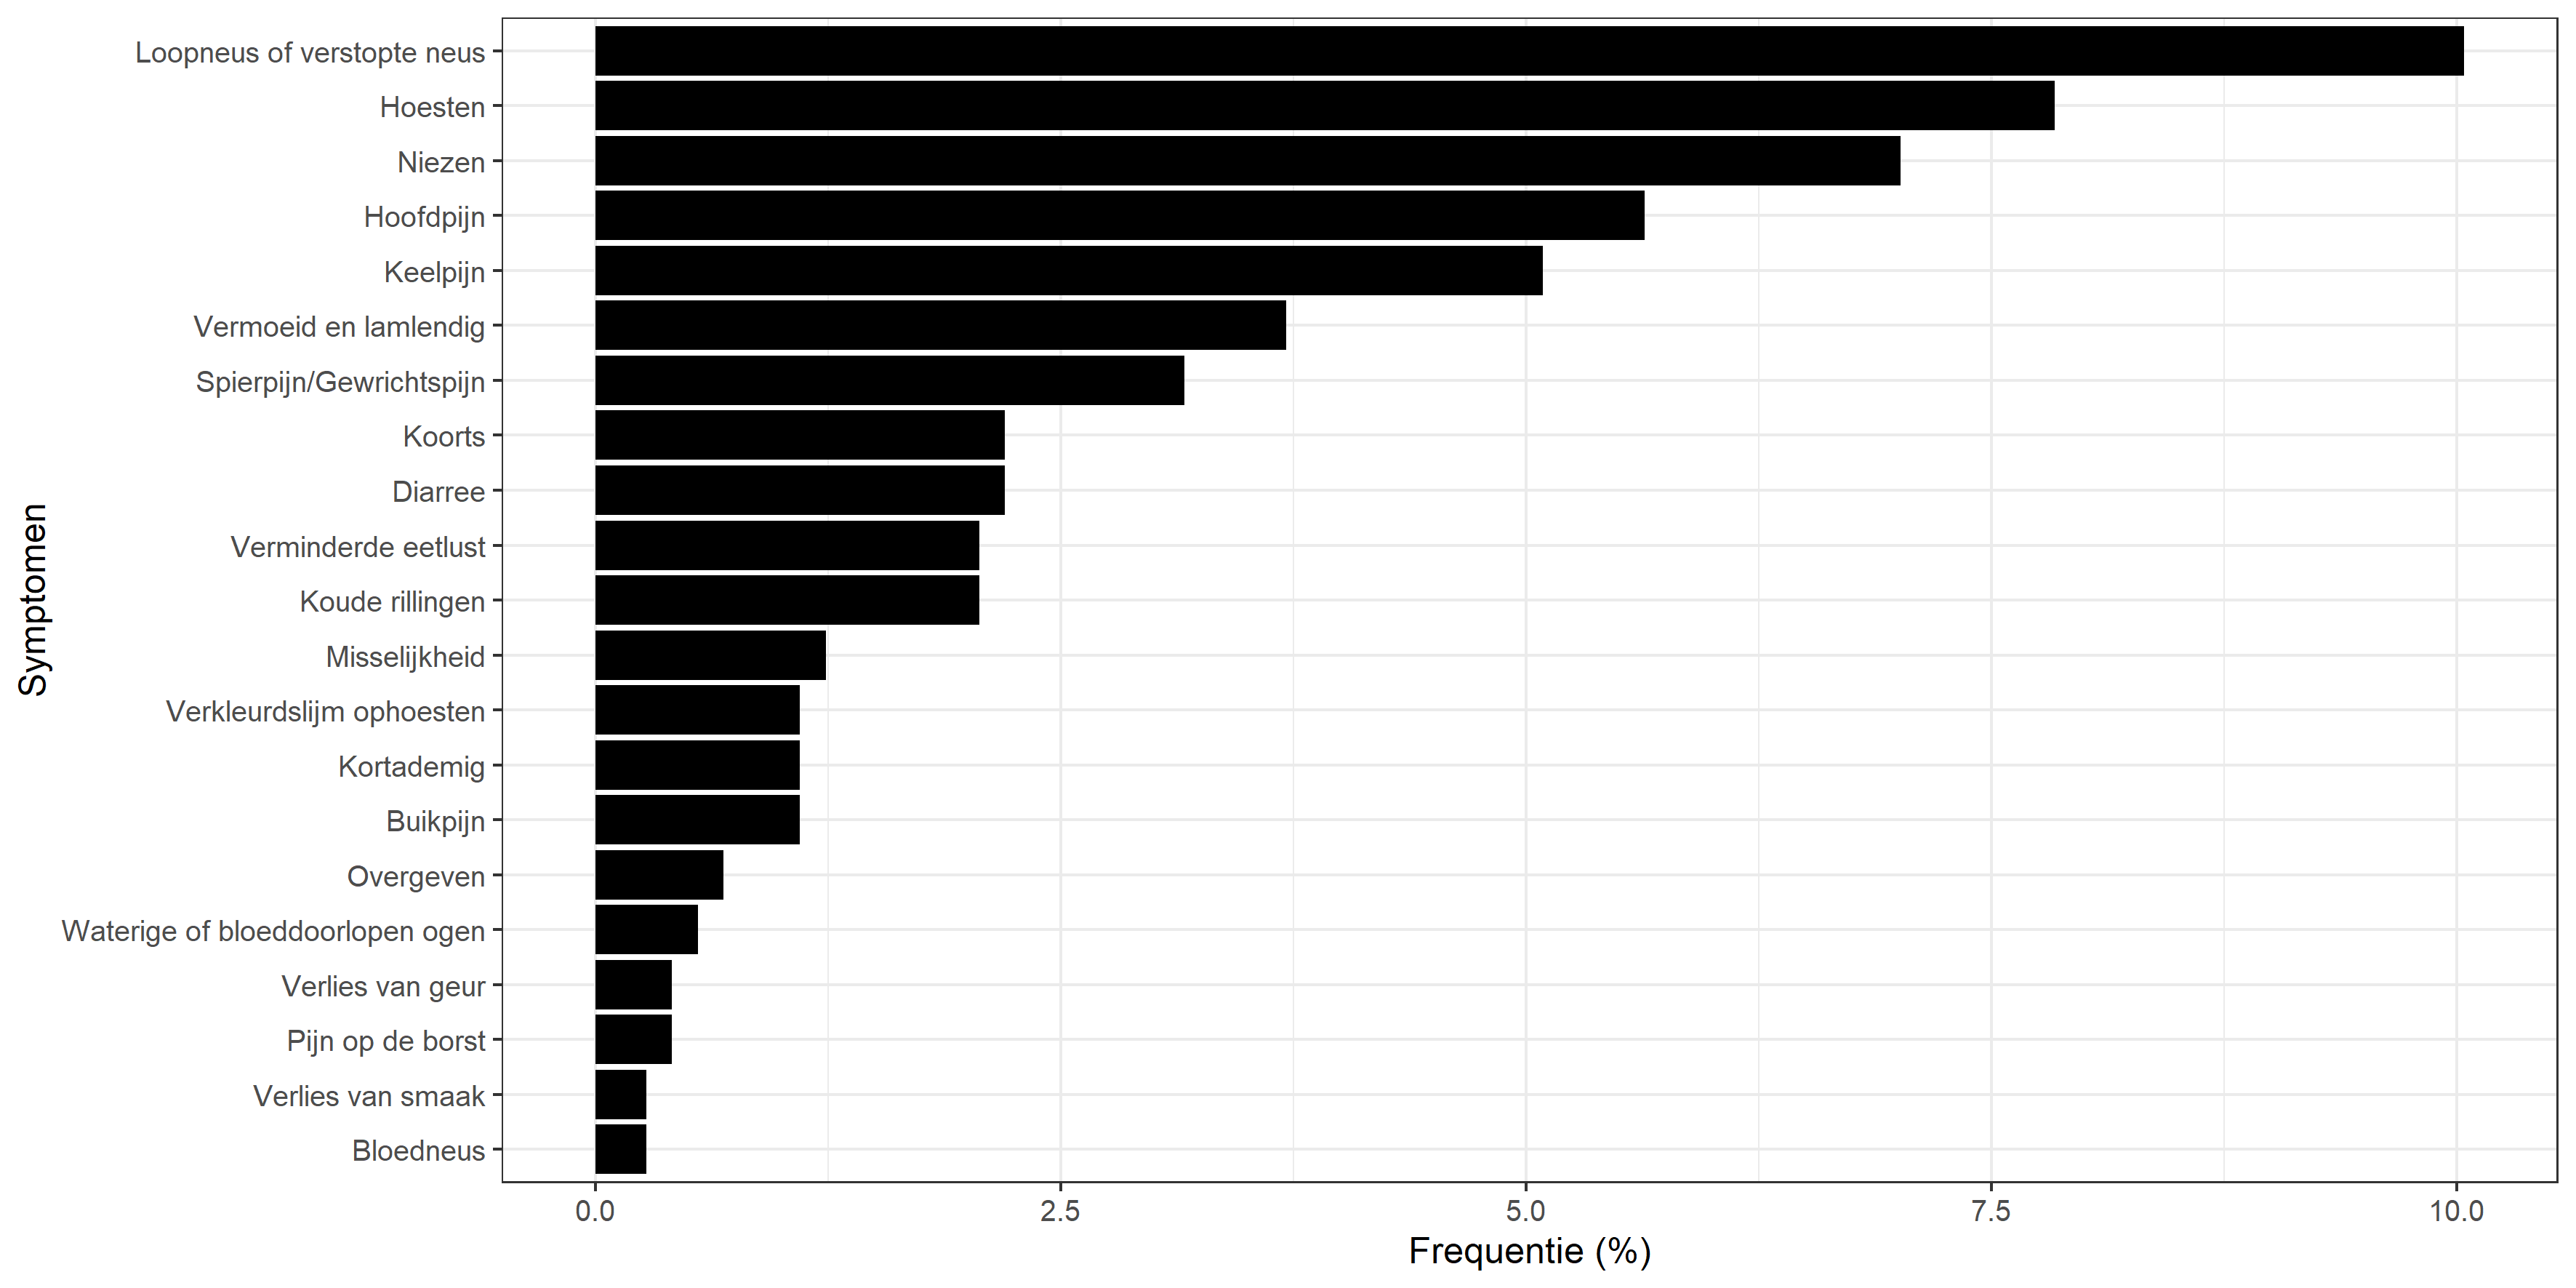 Loopneus of verstopte neus
Hoesten
Niezen
Hoofdpijn
Keelpijn
Vermoeid en lamlendig
Spierpijn/Gewrichtspijn
Koorts
Diarree
Verminderde eetlust
Koude rillingen
Misselijkheid
Verkleurdslijm ophoesten
Kortademig
Buikpijn
Overgeven
Waterige of bloeddoorlopen ogen
Verlies van geur
Pijn op de borst
Verlies van smaak
Bloedneus
Symptomen
0.0 2.5 5.0 7.5 10.0
Frequentie (%)